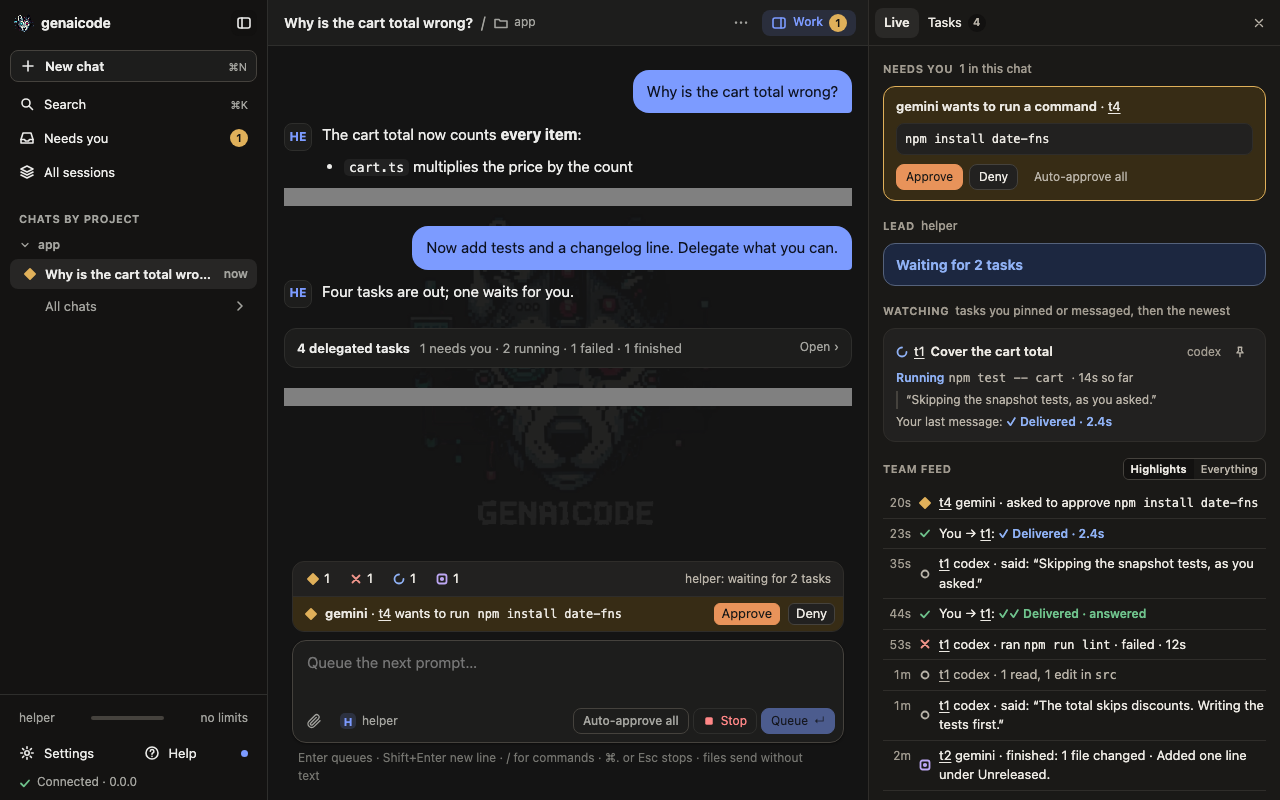 genaicode
New chat ⌘N
Search ⌘K
Needs you 1
All sessions
CHATS BY PROJECT
app
Why is the cart total wro... now
All chats
helper no limits
Settings Help
Connected · 0.0.0
Why is the cart total wrong? / app
··· Work 1
Why is the cart total wrong?
HE The cart total now counts every item:
• cart.ts multiplies the price by the count
Now add tests and a changelog line. Delegate what you can.
HE Four tasks are out; one waits for you.
4 delegated tasks 1 needs you · 2 running · 1 failed · 1 finished Open ›
GENAICODE
1 1 1 1 helper: waiting for 2 tasks
gemini · t4 wants to run npm install date-fns Approve Deny
Queue the next prompt...
H helper Auto-approve all Stop Queue ↵
Enter queues · Shift+Enter new line · / for commands · ⌘. or Esc stops · files send without
text
Live Tasks 4
NEEDS YOU 1 in this chat
gemini wants to run a command · t4
npm install date-fns
Approve Deny Auto-approve all
LEAD helper
Waiting for 2 tasks
WATCHING tasks you pinned or messaged, then the newest
t1 Cover the cart total codex
Running npm test -- cart · 14s so far
“Skipping the snapshot tests, as you asked.”
Your last message: ✓ Delivered · 2.4s
TEAM FEED Highlights Everything
20s t4 gemini · asked to approve npm install date-fns
23s You → t1: ✓ Delivered · 2.4s
35s t1 codex · said: “Skipping the snapshot tests, as you
asked.”
44s You → t1: ✓✓ Delivered · answered
53s t1 codex · ran npm run lint · failed · 12s
1m t1 codex · 1 read, 1 edit in src
1m t1 codex · said: “The total skips discounts. Writing the
tests first.”
2m t2 gemini · finished: 1 file changed · Added one line
under Unreleased.